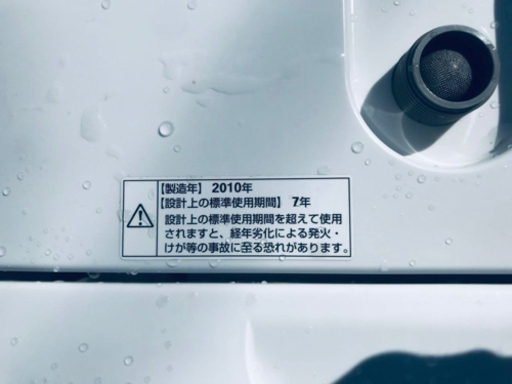 【製造年】 2010年
【設計上の標準使用期間】 7年
設計上の標準使用期間を超えて使用
されますと、経年劣化による発火・
けが等の事故に至る恐れがあります。